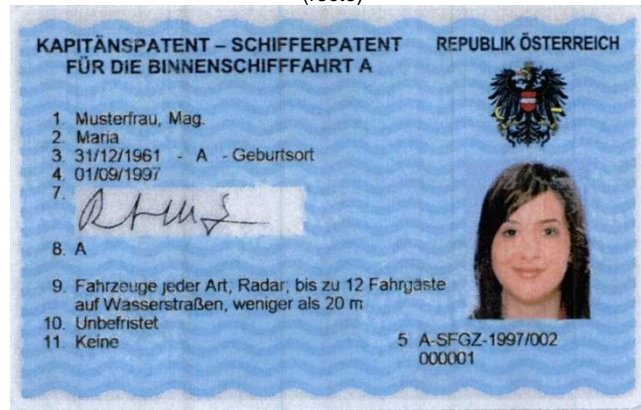 KAPITÄNSPATENT – SCHIFFERPATENT
FÜR DIE BINNENSCHIFFFAHRT A
REPUBLIK ÖSTERREICH
1. Musterfrau, Mag.
2. Maria
3. 31/12/1961 - A - Geburtsort
4. 01/09/1997
7.
8. A
9. Fahrzeuge jeder Art, Radar; bis zu 12 Fahrgäste
auf Wasserstraßen, weniger als 20 m
10. Unbefristet
11. Keine
5 A-SFGZ-1997/002
000001